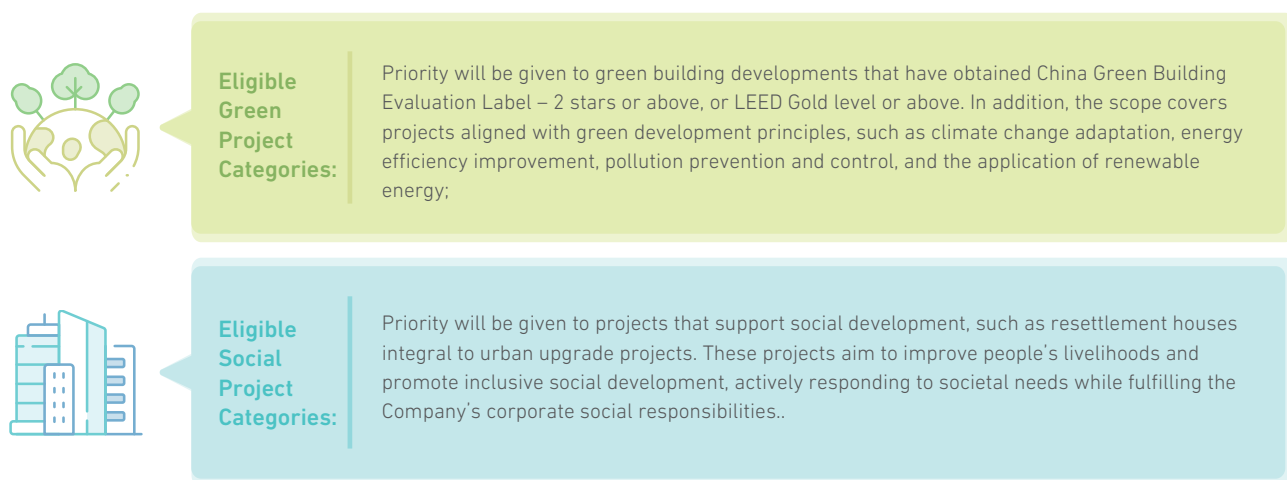 Eligible
Green
Project
Categories:
Priority will be given to green building developments that have obtained China Green Building
Evaluation Label – 2 stars or above, or LEED Gold level or above. In addition, the scope covers
projects aligned with green development principles, such as climate change adaptation, energy
efficiency improvement, pollution prevention and control, and the application of renewable
energy;
Eligible
Social
Project
Categories:
Priority will be given to projects that support social development, such as resettlement houses
integral to urban upgrade projects. These projects aim to improve people's livelihoods and
promote inclusive social development, actively responding to societal needs while fulfilling the
Company's corporate social responsibilities..